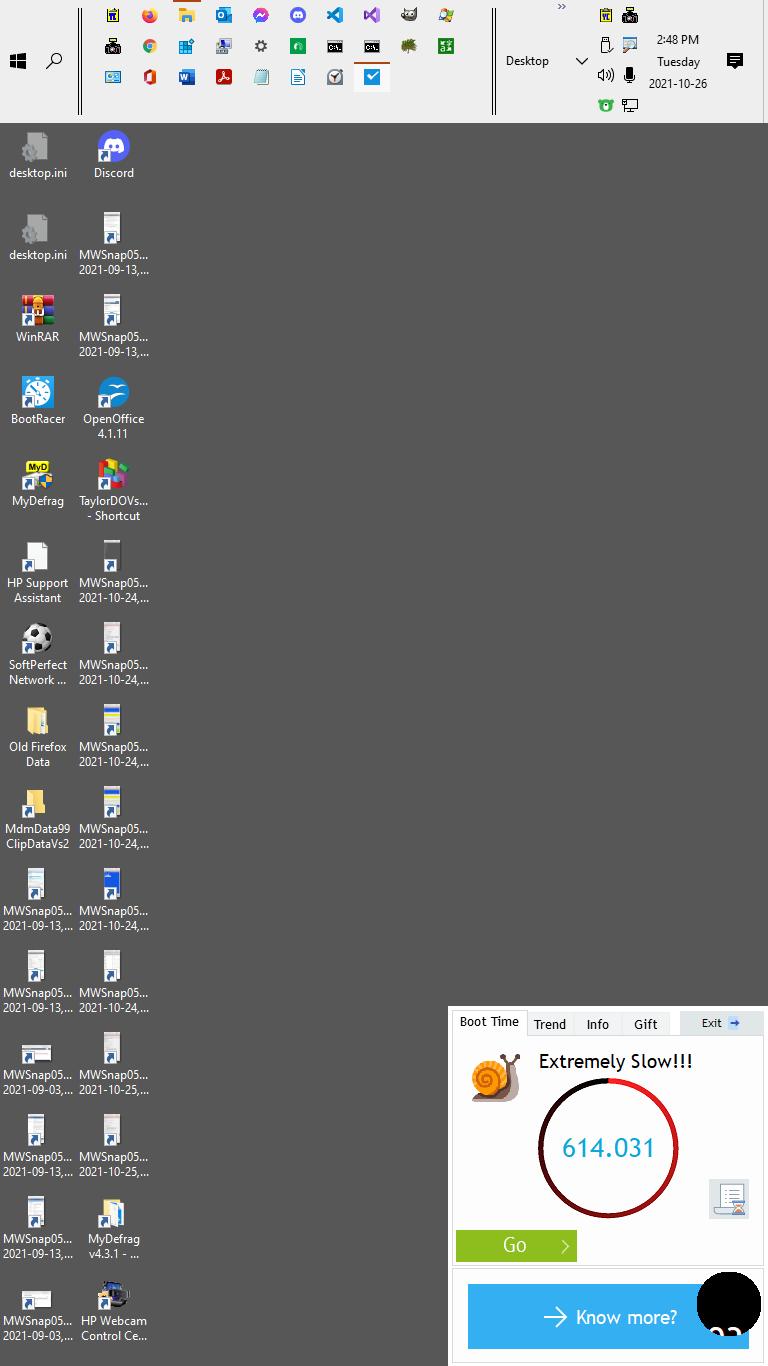 Desktop
2:48 PM
Tuesday
2021-10-26
desktop.ini
Discord
desktop.ini
MWSnap05...
2021-09-13,...
WinRAR
MWSnap05...
2021-09-13,...
BootRacer
OpenOffice
4.1.11
MyDefrag
TaylorDOVs...
- Shortcut
HP Support
Assistant
MWSnap05...
2021-10-24,...
SoftPerfect
Network ...
MWSnap05...
2021-10-24,...
Old Firefox
Data
MWSnap05...
2021-10-24,...
MdmData99
ClipDataVs2
MWSnap05...
2021-10-24,...
MWSnap05...
2021-09-13,...
MWSnap05...
2021-10-24,...
MWSnap05...
2021-09-13,...
MWSnap05...
2021-10-24,...
MWSnap05...
2021-09-03,...
MWSnap05...
2021-10-25,...
MWSnap05...
2021-09-13,...
MWSnap05...
2021-10-25,...
MWSnap05...
2021-09-13,...
MyDefrag
v4.3.1 - ...
MWSnap05...
2021-09-03,...
HP Webcam
Control Ce...
Boot Time Trend Info Gift Exit
Extremely Slow!!!
614.031
Go
Know more?